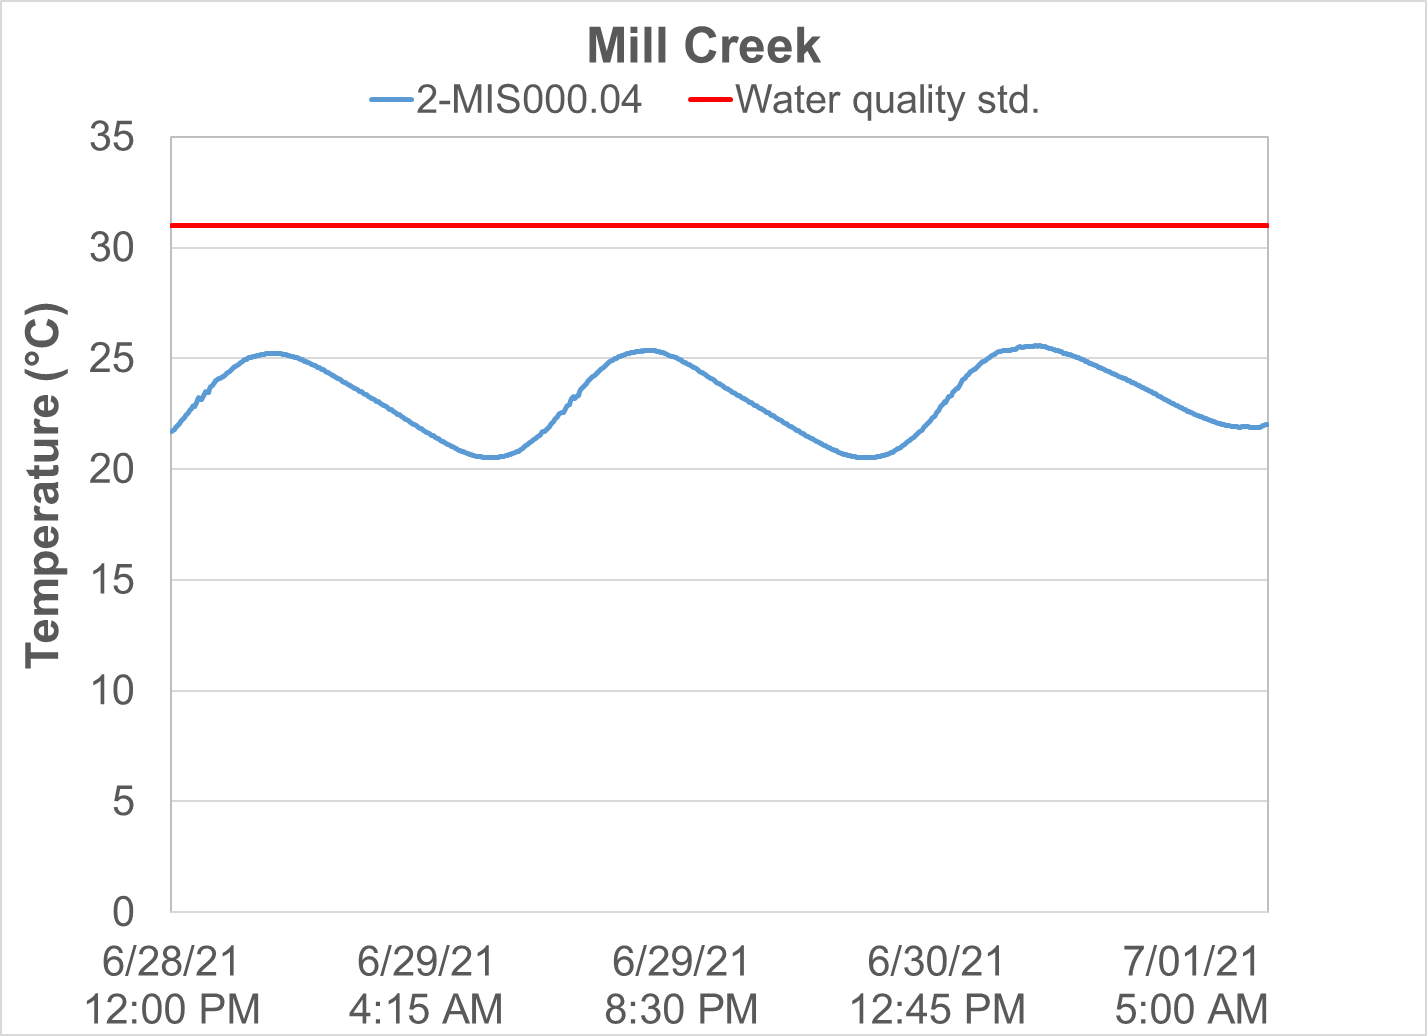 Mill Creek
2-MIS000.04 Water quality std.
35
30
25
20
15
10
5
0
Temperature (°C)
6/28/21 6/29/21 6/29/21 6/30/21 7/01/21
12:00 PM 4:15 AM 8:30 PM 12:45 PM 5:00 AM